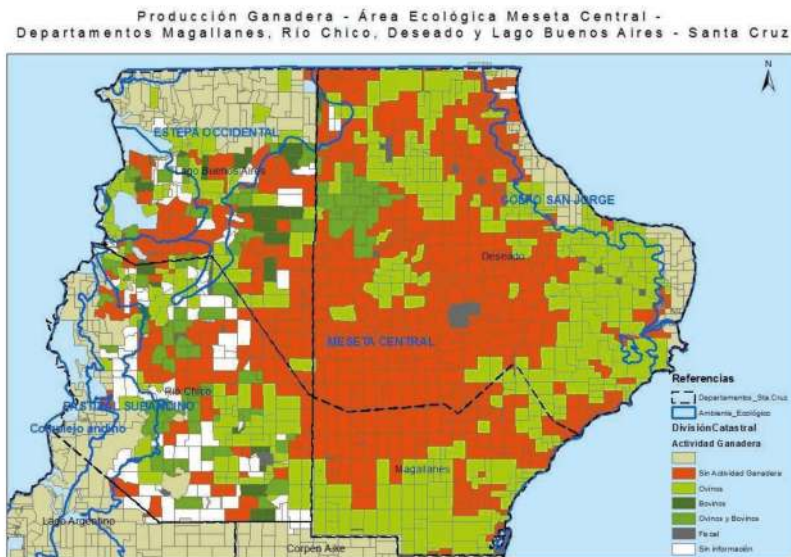 Producción Ganadera - Área Ecológica Meseta Central -
Departamentos Magallanes, Río Chico, Deseado y Lago Buenos Aires - Santa Cruz
N
ESTEPA OCCIDENTAL
Lago Buenos Aires
GOLFO SAN JORGE
Deseado
MESETA CENTRAL
Río Chico
PASTIZAL SUBANDINO
Complejo andino
Magallanes
Lago Argentino
Corpen Aike
Referencias
Departamentos_Sta.Cruz
Ambiente_Ecológico
División Catastral
Actividad Ganadera
Sin Actividad Ganadera
Ovinos
Bovinos
Ovinos y Bovinos
Fiscal
Sin información